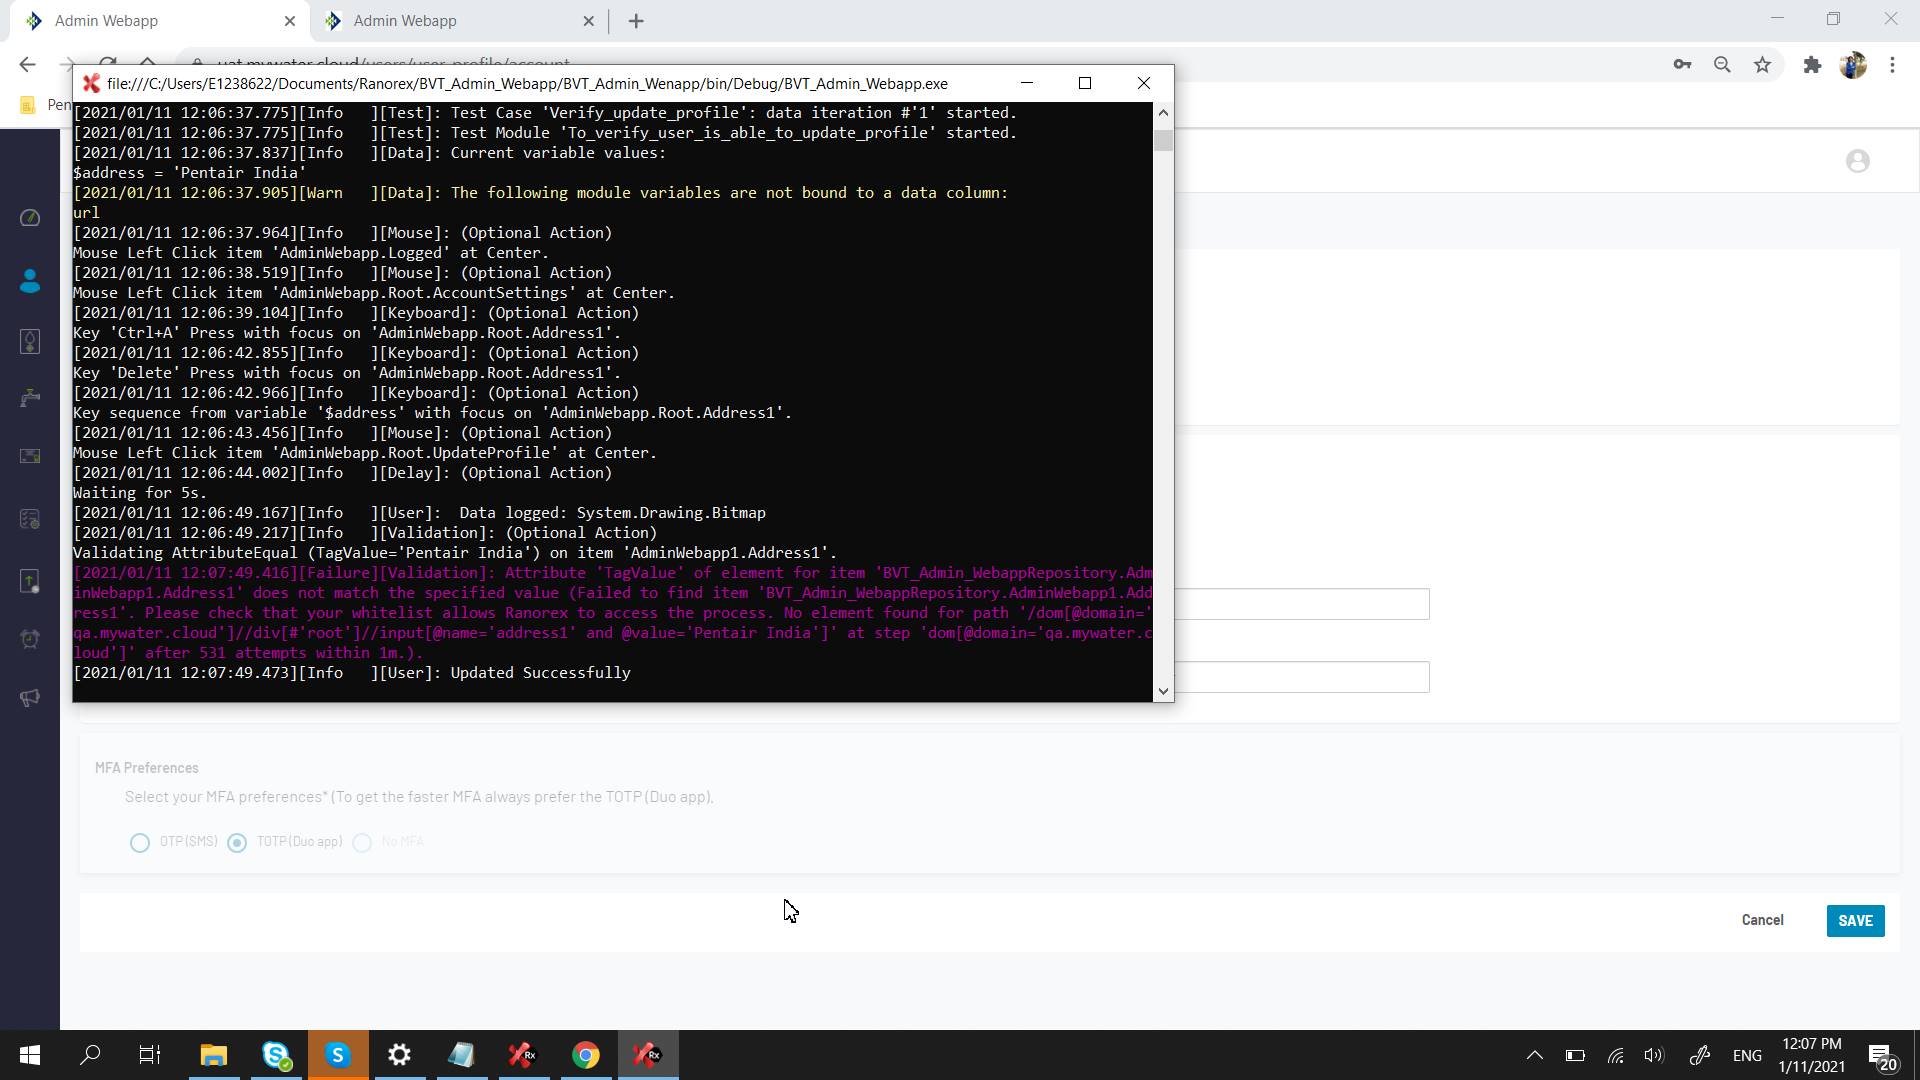 Admin Webapp
Admin Webapp
uat.mywater.cloud/users/user_profile/account
file:///C:/Users/E1238622/Documents/Ranorex/BVT_Admin_Webapp/BVT_Admin_Wenapp/bin/Debug/BVT_Admin_Webapp.exe
Pen
[2021/01/11 12:06:37.775][Info   ][Test]: Test Case 'Verify_update_profile': data iteration #'1' started.
[2021/01/11 12:06:37.775][Info   ][Test]: Test Module 'To_verify_user_is_able_to_update_profile' started.
[2021/01/11 12:06:37.837][Info   ][Data]: Current variable values:
$address = 'Pentair India'
[2021/01/11 12:06:37.905][Warn   ][Data]: The following module variables are not bound to a data column:
url
[2021/01/11 12:06:37.964][Info   ][Mouse]: (Optional Action)
Mouse Left Click item 'AdminWebapp.Logged' at Center.
[2021/01/11 12:06:38.519][Info   ][Mouse]: (Optional Action)
Mouse Left Click item 'AdminWebapp.Root.AccountSettings' at Center.
[2021/01/11 12:06:39.104][Info   ][Keyboard]: (Optional Action)
Key 'Ctrl+A' Press with focus on 'AdminWebapp.Root.Address1'.
[2021/01/11 12:06:42.855][Info   ][Keyboard]: (Optional Action)
Key 'Delete' Press with focus on 'AdminWebapp.Root.Address1'.
[2021/01/11 12:06:42.966][Info   ][Keyboard]: (Optional Action)
Key sequence from variable '$address' with focus on 'AdminWebapp.Root.Address1'.
[2021/01/11 12:06:43.456][Info   ][Mouse]: (Optional Action)
Mouse Left Click item 'AdminWebapp.Root.UpdateProfile' at Center.
[2021/01/11 12:06:44.002][Info   ][Delay]: (Optional Action)
Waiting for 5s.
[2021/01/11 12:06:49.167][Info   ][User]:  Data logged: System.Drawing.Bitmap
[2021/01/11 12:06:49.217][Info   ][Validation]: (Optional Action)
Validating AttributeEqual (TagValue='Pentair India') on item 'AdminWebapp1.Address1'.
[2021/01/11 12:07:49.416][Failure][Validation]: Attribute 'TagValue' of element for item 'BVT_Admin_WebappRepository.Adm
inWebapp1.Address1' does not match the specified value (Failed to find item 'BVT_Admin_WebappRepository.AdminWebapp1.Add
ress1'. Please check that your whitelist allows Ranorex to access the process. No element found for path '/dom[@domain='
qa.mywater.cloud']//div[#'root']//input[@name='address1' and @value='Pentair India']' at step 'dom[@domain='qa.mywater.c
loud']' after 531 attempts within 1m.).
[2021/01/11 12:07:49.473][Info   ][User]: Updated Successfully
MFA Preferences
Select your MFA preferences* (To get the faster MFA always prefer the TOTP (Duo app).
OTP (SMS)
TOTP (Duo app)
No MFA
Cancel
SAVE
S
S
Rx
Rx
ENG
12:07 PM
1/11/2021
20